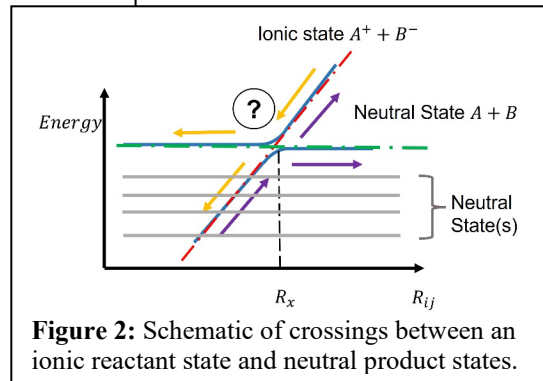 Ionic state A⁺ + B⁻
?
Energy
Neutral State A + B
Neutral
State(s)
Rₓ
Rᵢⱼ
Figure 2: Schematic of crossings between an
ionic reactant state and neutral product states.